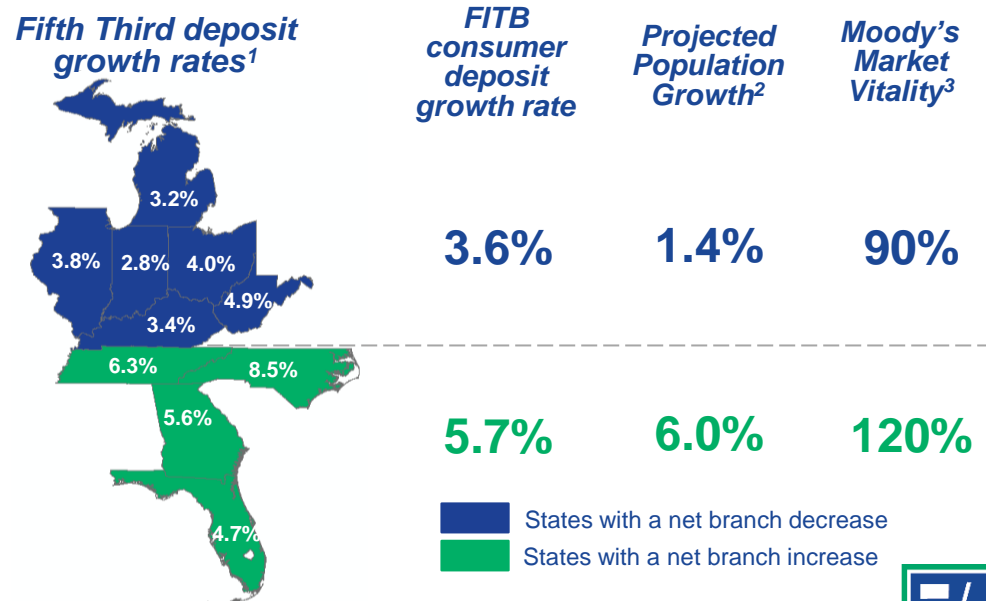 Fifth Third deposit
growth rates1
FITB
consumer
deposit
growth rate
Projected
Population
Growth2
Moody's
Market
Vitality3
3.2%
3.8%
2.8%
4.0%
4.9%
3.4%
3.6%
1.4%
90%
6.3%
8.5%
5.6%
4.7%
5.7%
6.0%
120%
States with a net branch decrease
States with a net branch increase